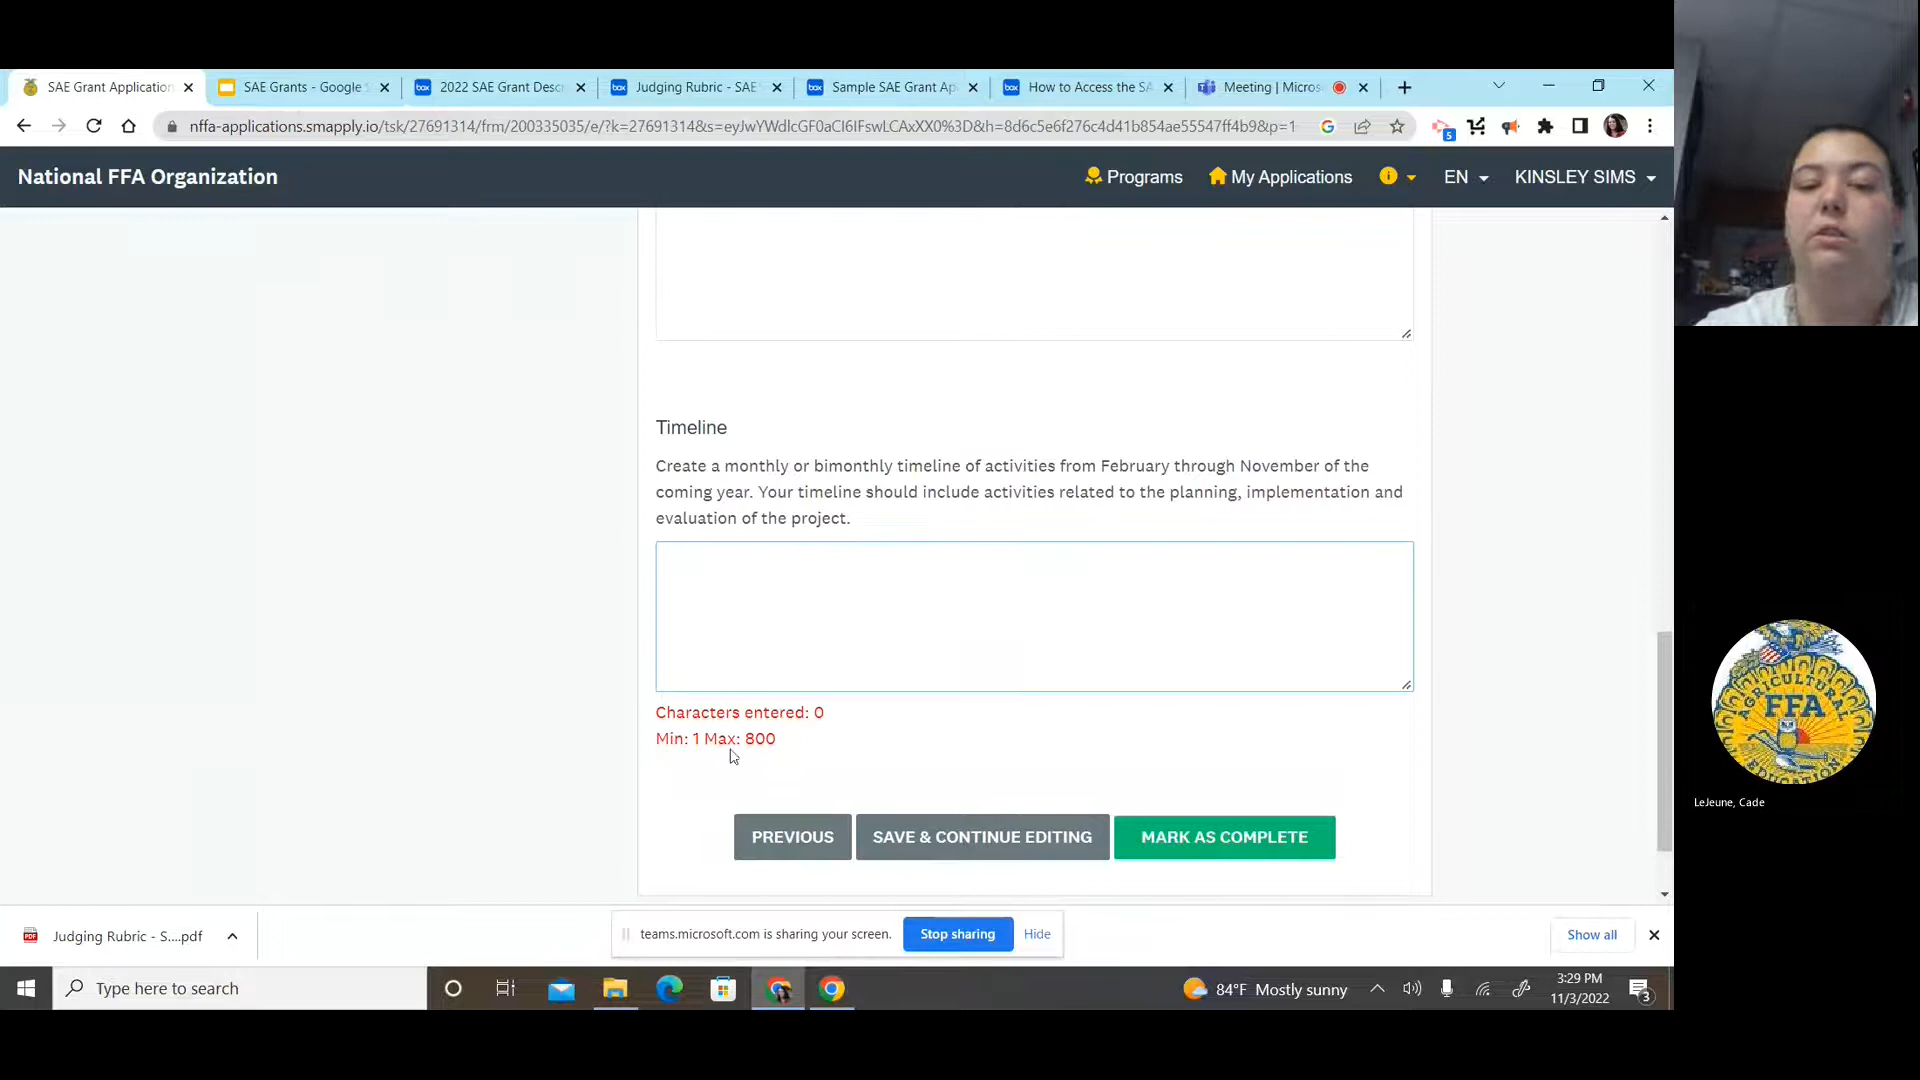 SAE Grant Application
SAE Grants - Google S
2022 SAE Grant Desc
Judging Rubric - SAE
Sample SAE Grant Ap
How to Access the SA
Meeting | Micros
nffa-applications.smapply.io/tsk/27691314/frm/200335035/e/?k=27691314&s=eyJwYWdlcGF0aCI6IFswLCAxXX0%3D&h=8d6c5e6f276c4d41b854ae55547ff4b9&p=1
5
National FFA Organization
Programs
My Applications
EN
KINSLEY SIMS
Timeline
Create a monthly or bimonthly timeline of activities from February through November of the
coming year. Your timeline should include activities related to the planning, implementation and
evaluation of the project.
Characters entered: 0
Min: 1 Max: 800
PREVIOUS
SAVE & CONTINUE EDITING
MARK AS COMPLETE
AGRICULTURAL
FFA
EDUCATION
LeJeune, Cade
Judging Rubric - S....pdf
teams.microsoft.com is sharing your screen.
Stop sharing
Hide
Show all
Type here to search
84°F Mostly sunny
3:29 PM
11/3/2022
3